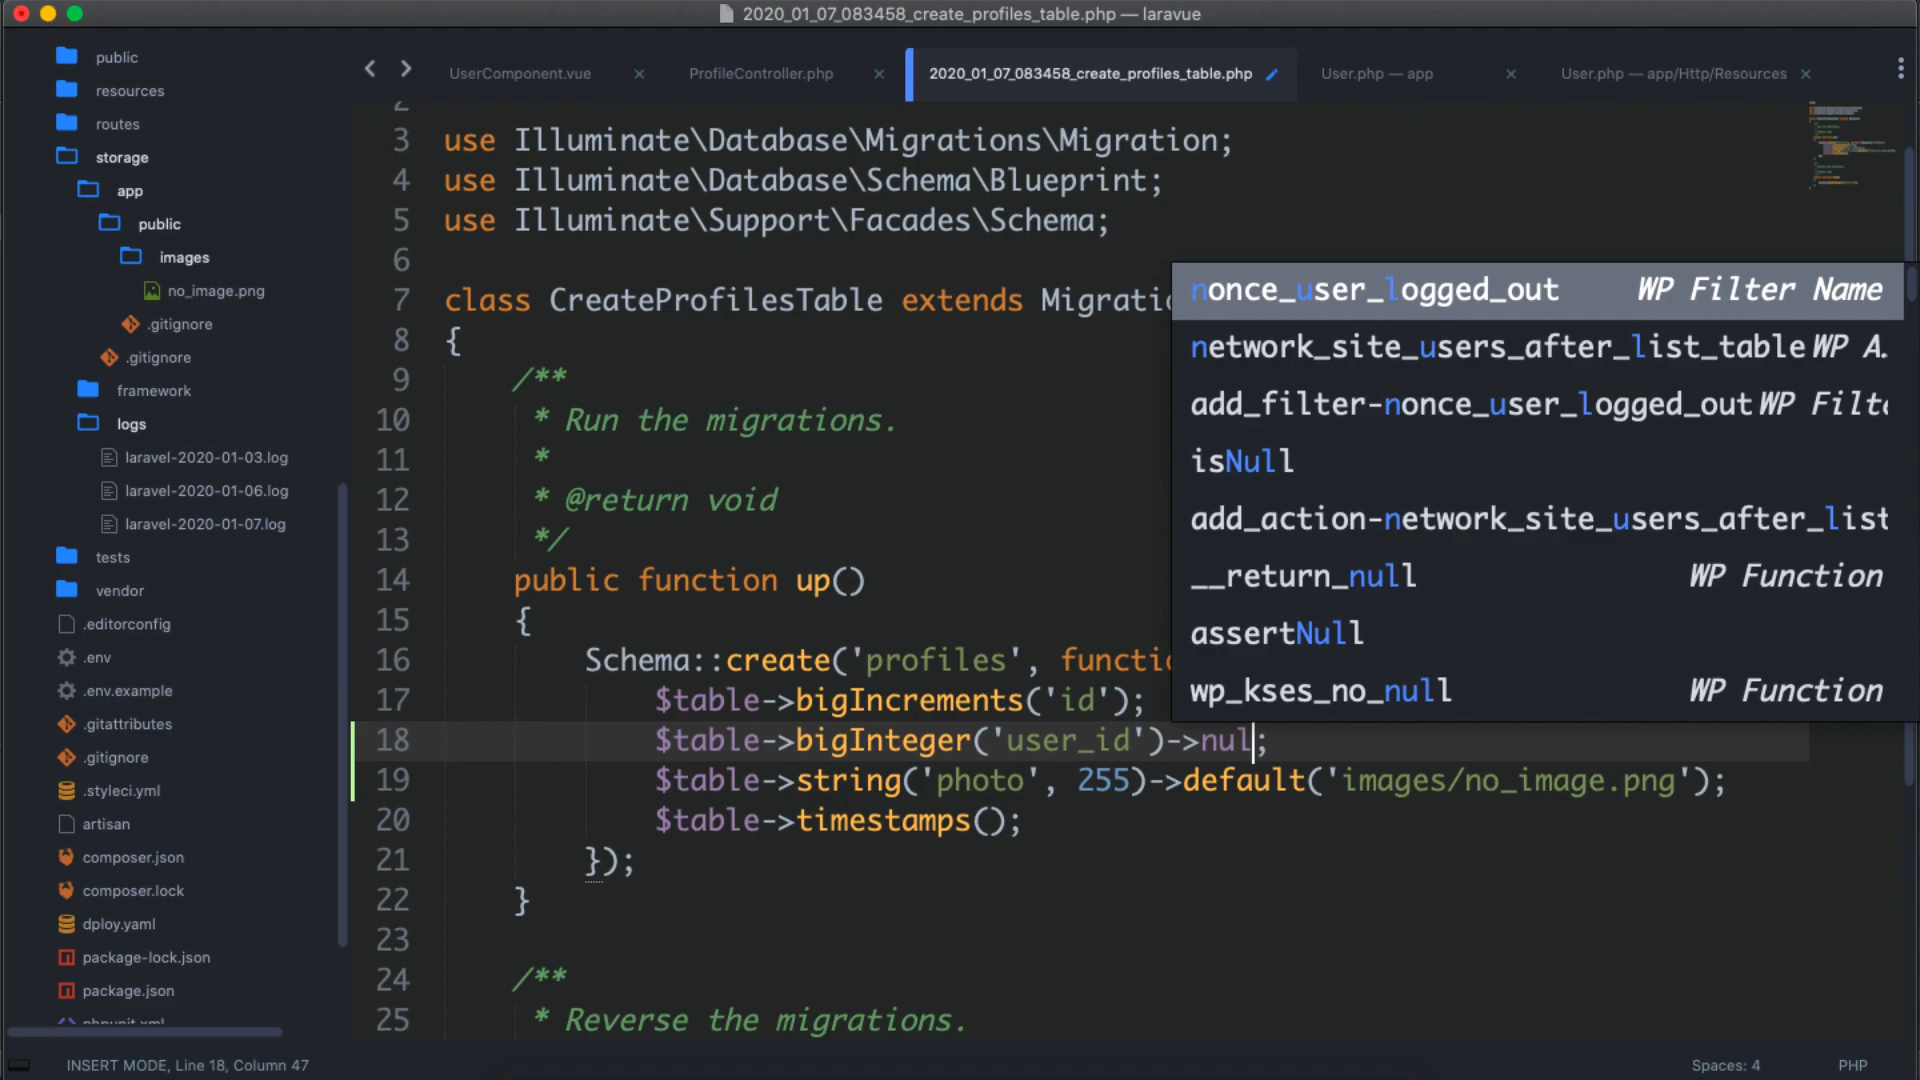 2020_01_07_083458_create_profiles_table.php — laravue
public
resources
routes
storage
app
public
images
no_image.png
.gitignore
.gitignore
framework
logs
laravel-2020-01-03.log
laravel-2020-01-06.log
laravel-2020-01-07.log
tests
vendor
.editorconfig
.env
.env.example
.gitattributes
.gitignore
.styleci.yml
artisan
composer.json
composer.lock
dploy.yaml
package-lock.json
package.json
phpunit.xml
UserComponent.vue
ProfileController.php
2020_01_07_083458_create_profiles_table.php
User.php — app
User.php — app/Http/Resources
2
3 use Illuminate\Database\Migrations\Migration;
4 use Illuminate\Database\Schema\Blueprint;
5 use Illuminate\Support\Facades\Schema;
6
7 class CreateProfilesTable extends Migratio
8 {
9 /**
10 * Run the migrations.
11 *
12 * @return void
13 */
14 public function up()
15 {
16 Schema::create('profiles', functio
17 $table->bigIncrements('id');
18 $table->bigInteger('user_id')->nul;
19 $table->string('photo', 255)->default('images/no_image.png');
20 $table->timestamps();
21 });
22 }
23
24 /**
25 * Reverse the migrations.
nonce_user_logged_out WP Filter Name
network_site_users_after_list_table WP A.
add_filter-nonce_user_logged_out WP Filt
isNull
add_action-network_site_users_after_list
__return_null WP Function
assertNull
wp_kses_no_null WP Function
INSERT MODE, Line 18, Column 47
Spaces: 4
PHP